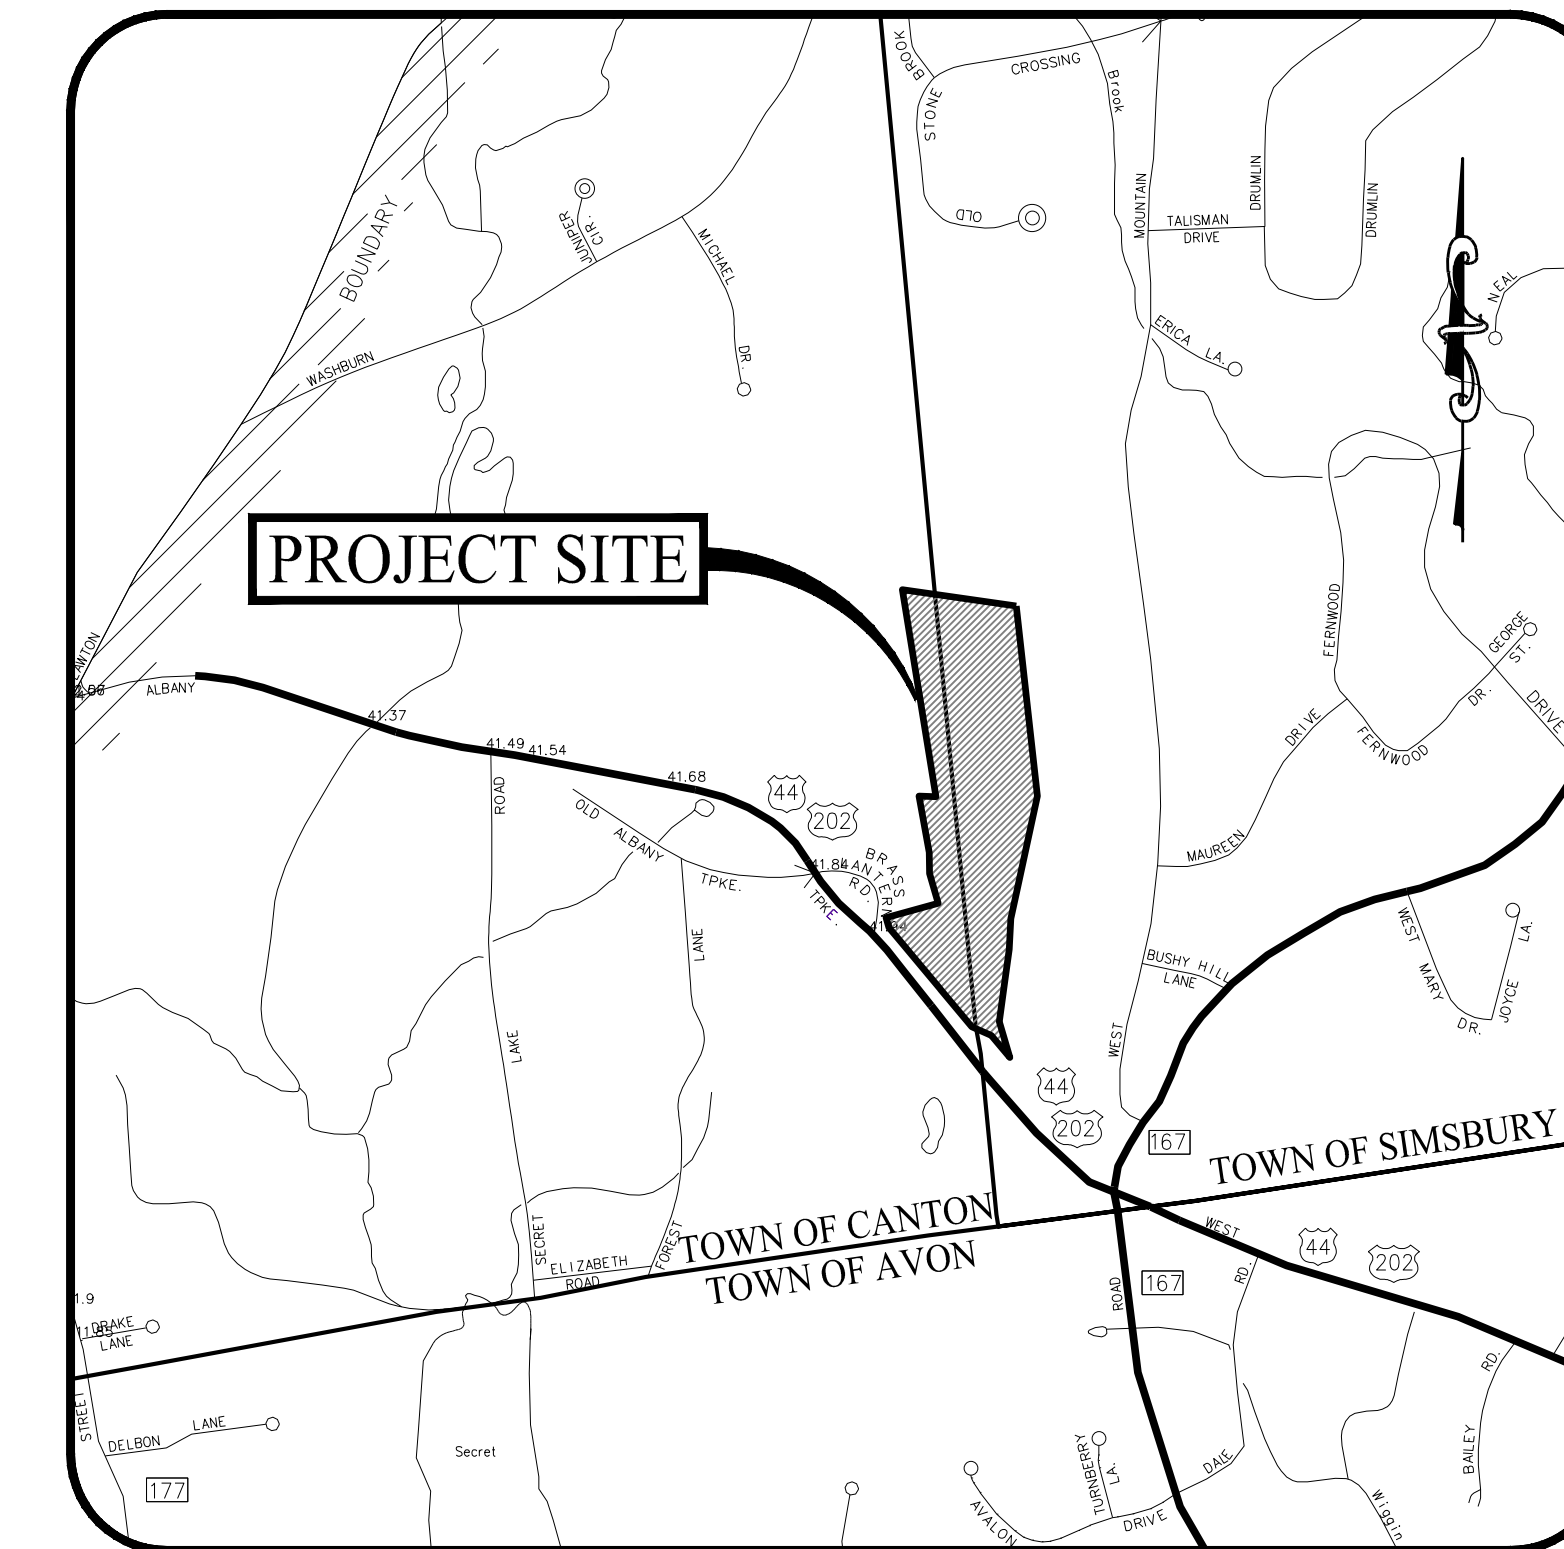 BROOK
CROSSING
STONE
OLD
Brook
MOUNTAIN
TALISMAN
DRIVE
DRUMLIN
DRUMLIN
NEAL
ERICA LA.
BOUNDARY
JUNIPER
CIR.
MICHAEL
DR.
WASHBURN
PROJECT SITE
FERNWOOD
GEORGE
ST.
DR.
DRIVE
FERNWOOD
DRIVE
MAUREEN
ALBANY
41.37
41.49
41.54
41.68
44
202
ROAD
OLD ALBANY
TPKE.
41.84
BRASS
LANTERN
RD.
TPKE.
LANE
LAKE
BUSHY HILL
LANE
WEST MARY
DR.
JOYCE
LA.
WEST
44
202
167
TOWN OF SIMSBURY
TOWN OF CANTON
TOWN OF AVON
SECRET
ELIZABETH
ROAD
FOREST
WEST
44
202
167
ROAD
RD.
1.9
DRAKE
LANE
STREET
DELBON
LANE
177
Secret
AVALON
TURNBERRY
LA.
DRIVE
DALE
RD.
BAILEY
Wiggin